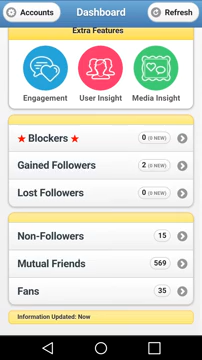 Accounts
Dashboard
Refresh
Extra Features
Engagement
User Insight
Media Insight
Blockers 0 (0 NEW)
Gained Followers 2 (0 NEW)
Lost Followers 0 (0 NEW)
Non-Followers 15
Mutual Friends 569
Fans 35
Information Updated: Now